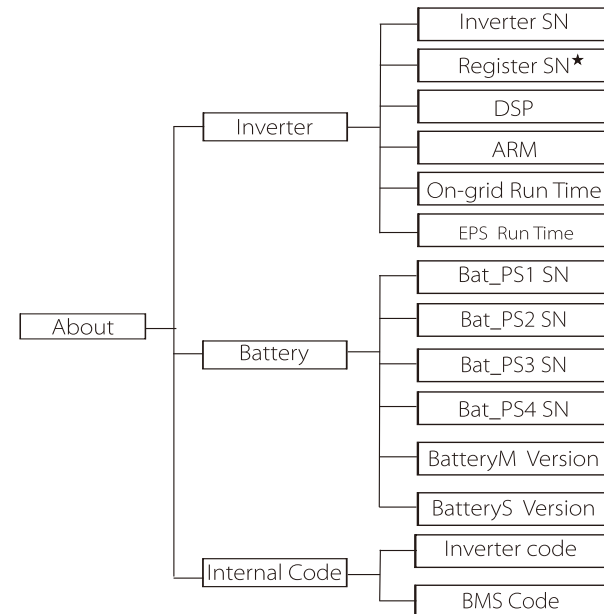 About
Inverter
Inverter SN
Register SN★
DSP
ARM
On-grid Run Time
EPS Run Time
Battery
Bat_PS1 SN
Bat_PS2 SN
Bat_PS3 SN
Bat_PS4 SN
BatteryM Version
BatteryS Version
Internal Code
Inverter code
BMS Code